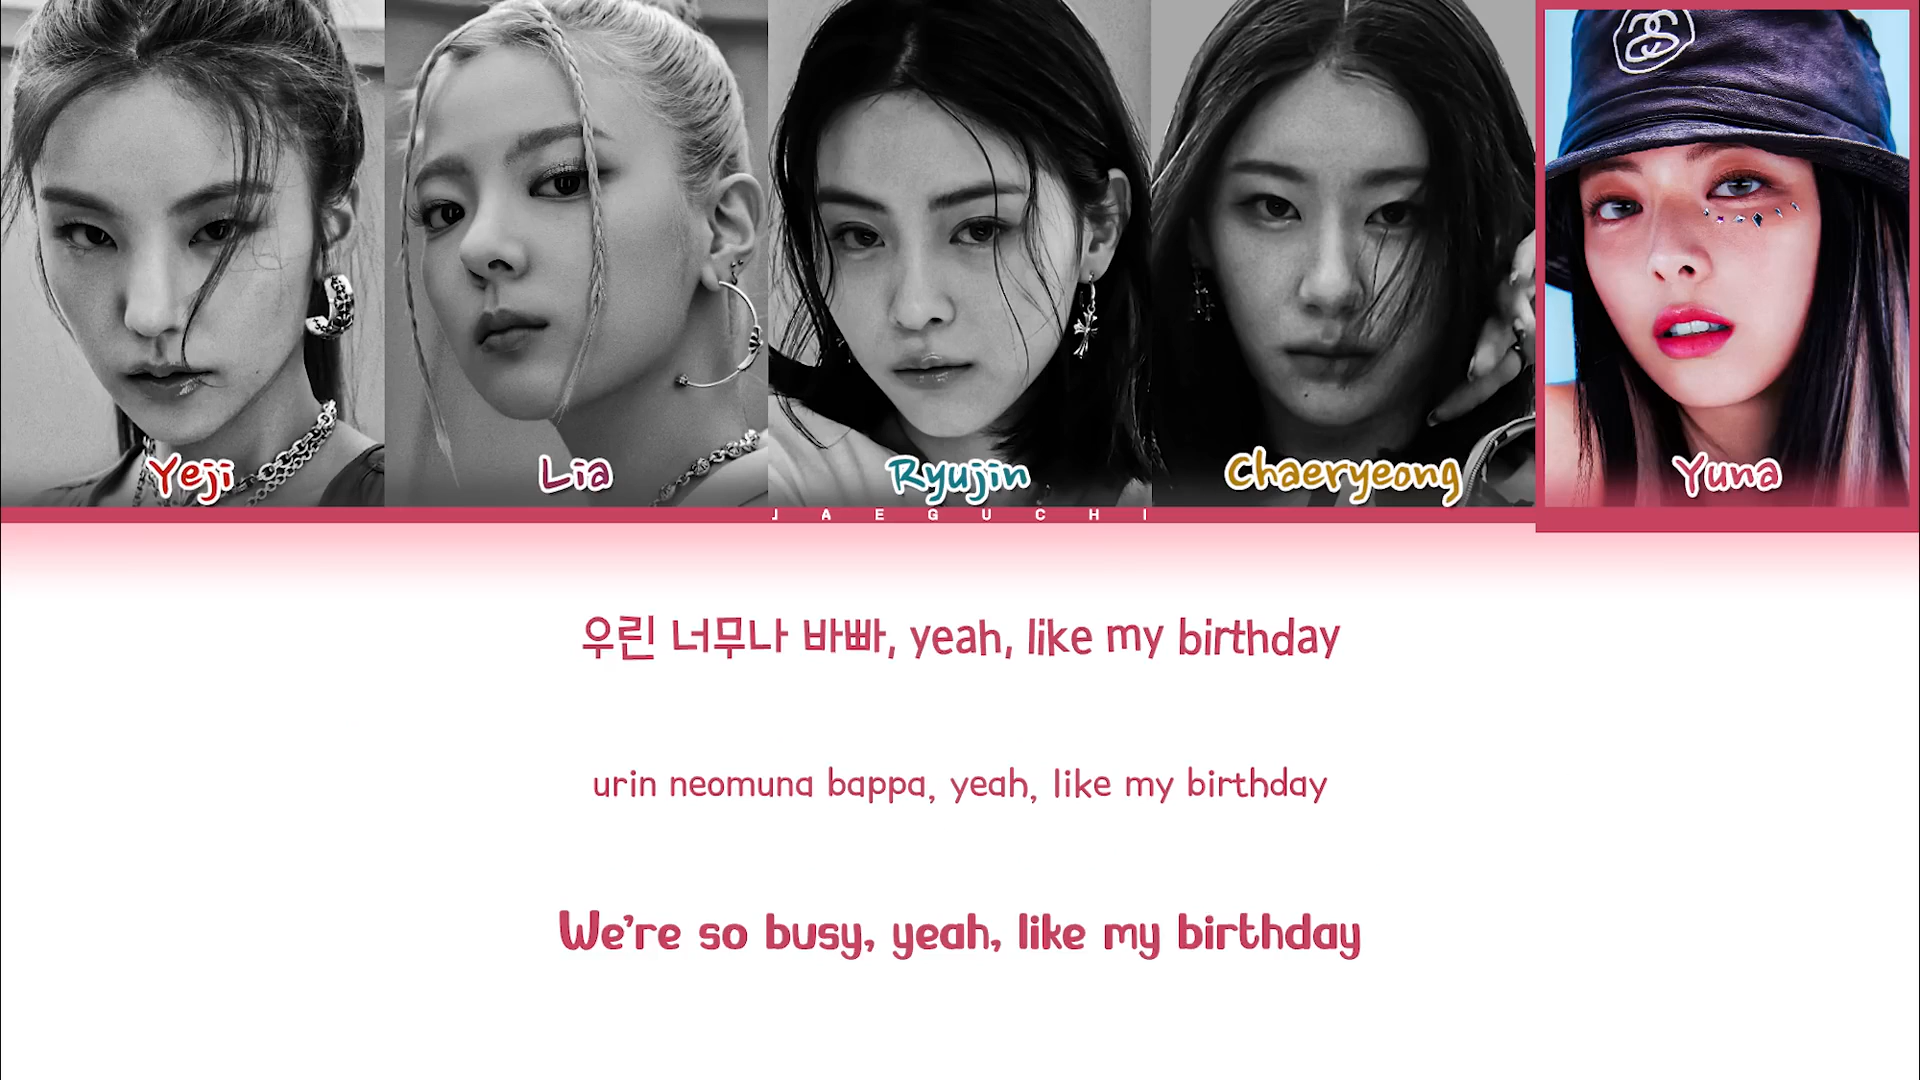 Yeji Lia Ryujin Chaeryeong Yuna
JAEGUCHI
우린 너무나 바빠, yeah, like my birthday
urin neomuna bappa, yeah, like my birthday
We're so busy, yeah, like my birthday